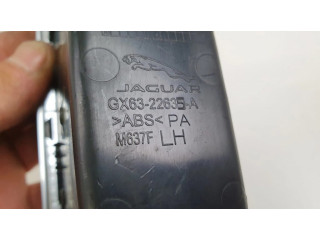 JAGUAR
GX63-22635-A
>ABS< PA
M637F LH